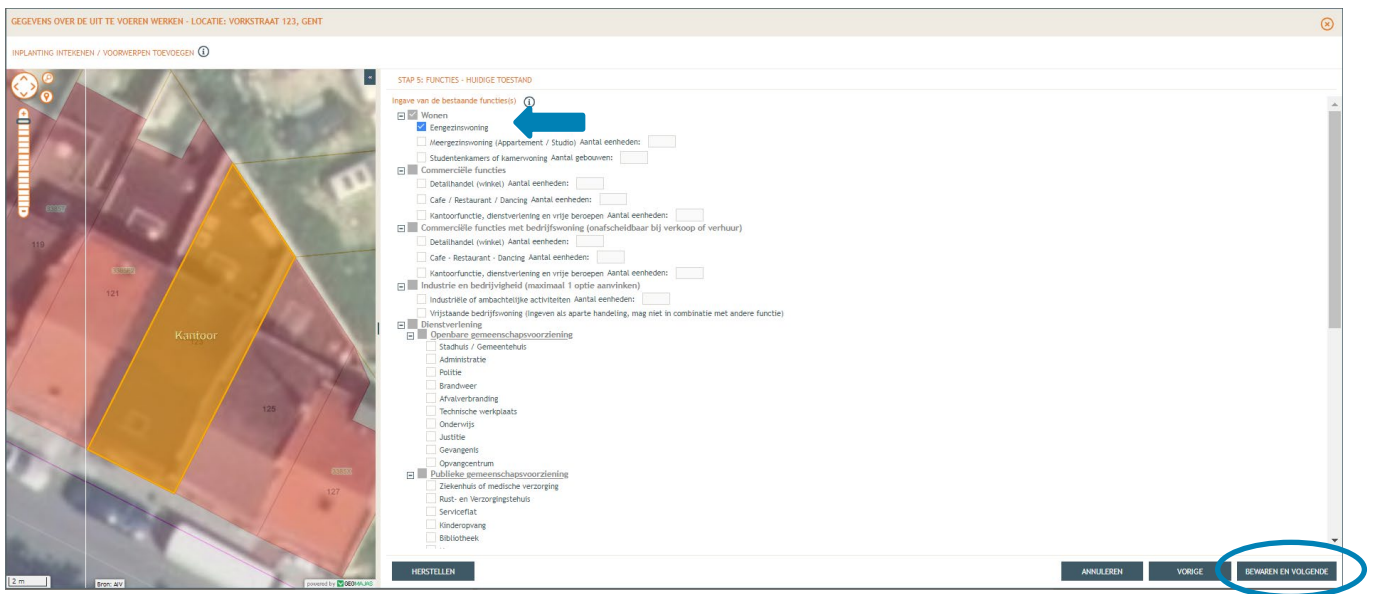 GEGEVENS OVER DE UIT TE VOEREN WERKEN - LOCATIE: VORKSTRAAT 123, GENT
INPLANTING INTEKENEN / VOORWERPEN TOEVOEGEN
STAP 5: FUNCTIES - HUIDIGE TOESTAND
Ingave van de bestaande functies(s)
Wonen
Eengezinswoning
Meergezinswoning (Appartement / Studio) Aantal eenheden:
Studentenkamers of kamerwoning Aantal gebouwen:
Commerciële functies
Detailhandel (winkel) Aantal eenheden:
Cafe / Restaurant / Dancing Aantal eenheden:
Kantoorfunctie, dienstverlening en vrije beroepen Aantal eenheden:
Commerciële functies met bedrijfswoning (onafscheidbaar bij verkoop of verhuur)
Detailhandel (winkel) Aantal eenheden:
Cafe - Restaurant - Dancing Aantal eenheden:
Kantoorfunctie, dienstverlening en vrije beroepen Aantal eenheden:
Industrie en bedrijvigheid (maximaal 1 optie aanvinken)
Industriële of ambachtelijke activiteiten Aantal eenheden:
Vrijstaande bedrijfswoning (Ingeven als aparte handeling, mag niet in combinatie met andere functie)
Dienstverlening
Openbare gemeenschapsvoorziening
Stadhuis / Gemeentehuis
Administratie
Politie
Brandweer
Afvalverbranding
Technische werkplaats
Onderwijs
Justitie
Gevangenis
Opvangcentrum
Publieke gemeenschapsvoorziening
Ziekenhuis of medische verzorging
Rust- en Verzorgingstehuis
Serviceflat
Kinderopvang
Bibliotheek
119
121
Kantoor
125
127
2 m
Bron: AIV
powered by GEOMAJAS
HERSTELLEN
ANNULEREN
VORIGE
BEWAREN EN VOLGENDE